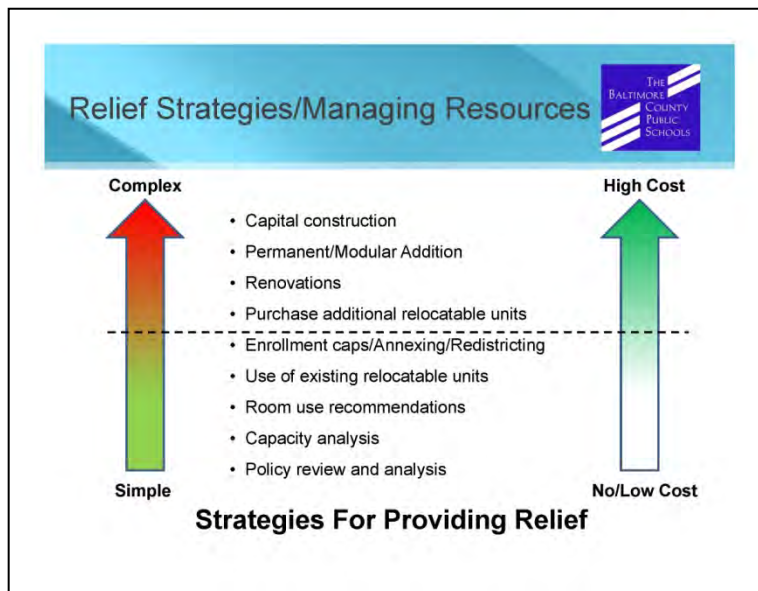 Relief Strategies/Managing Resources
THE
BALTIMORE
COUNTY
PUBLIC
SCHOOLS
Complex
High Cost
• Capital construction
• Permanent/Modular Addition
• Renovations
• Purchase additional relocatable units
• Enrollment caps/Annexing/Redistricting
• Use of existing relocatable units
• Room use recommendations
• Capacity analysis
• Policy review and analysis
Simple
No/Low Cost
Strategies For Providing Relief